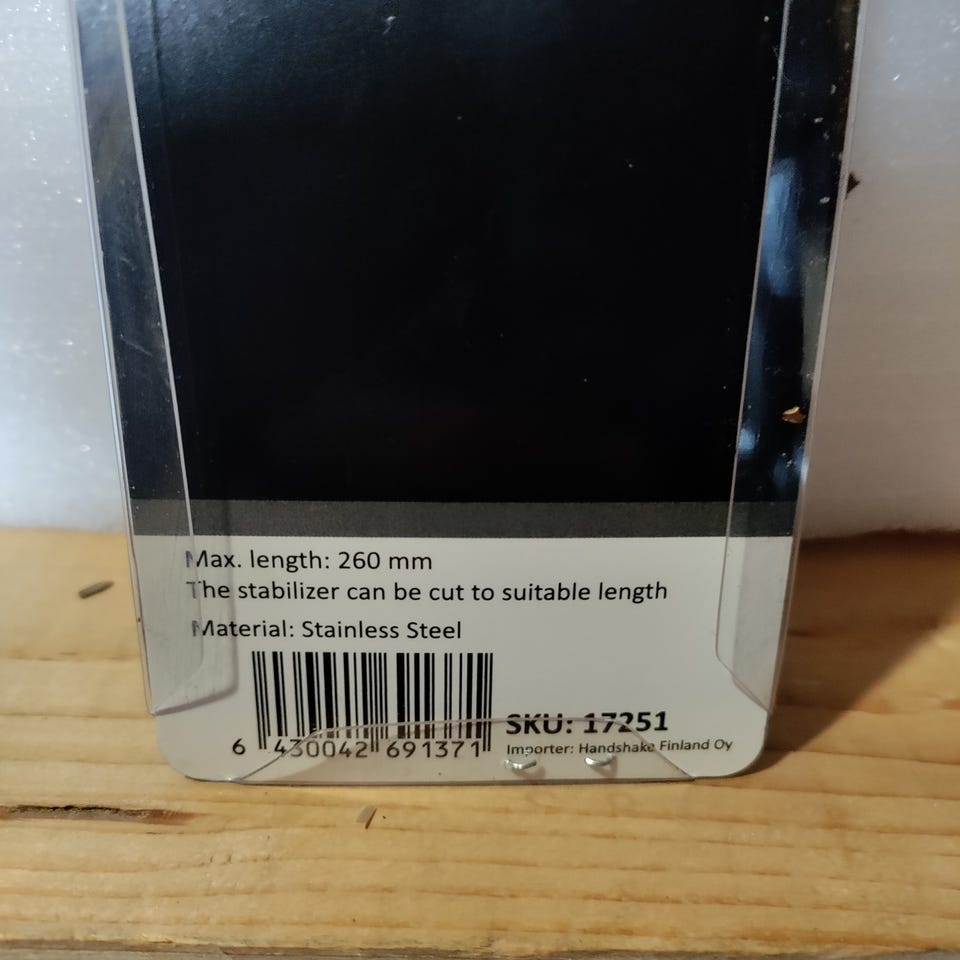 Max. length: 260 mm
The stabilizer can be cut to suitable length
Material: Stainless Steel
SKU: 17251
6 430042 691371
Importer: Handshake Finland Oy